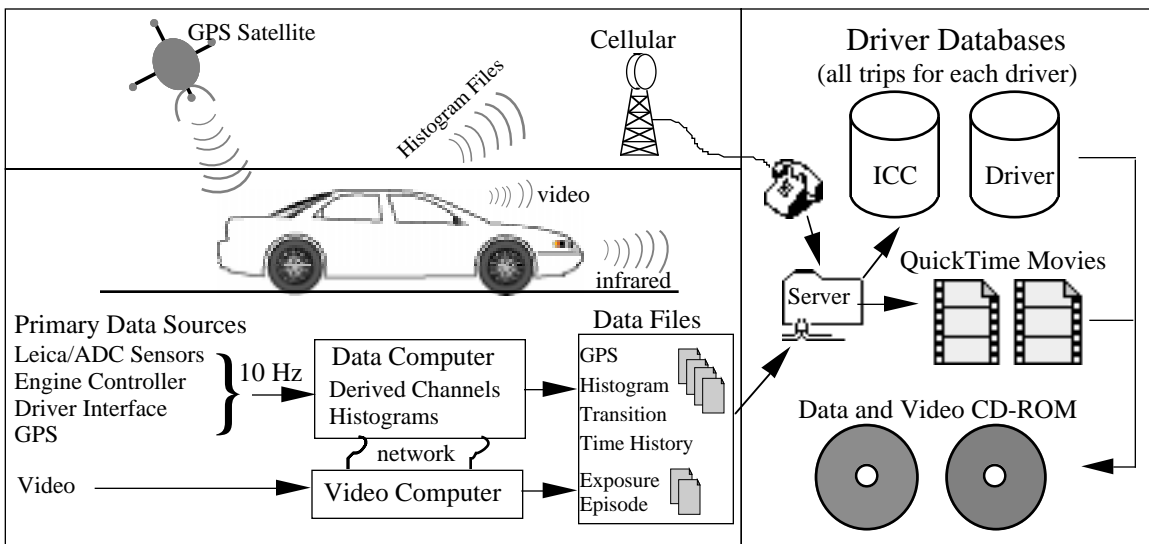 GPS Satellite
Histogram Files
Cellular
video
infrared
Primary Data Sources
Leica/ADC Sensors
Engine Controller
Driver Interface
GPS
10 Hz
Data Computer
Derived Channels
Histograms
network
Video
Video Computer
Data Files
GPS
Histogram
Transition
Time History
Exposure
Episode
Driver Databases
(all trips for each driver)
ICC
Driver
Server
QuickTime Movies
Data and Video CD-ROM